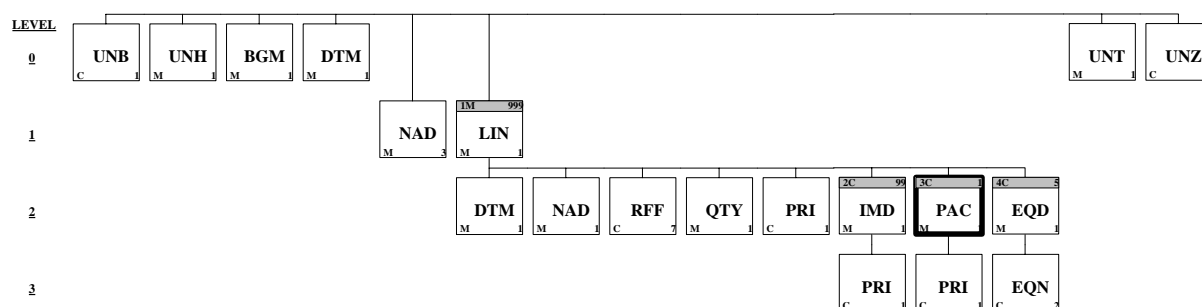 LEVEL
0 UNB UNH BGM DTM UNT UNZ
C 1 M 1 M 1 M 1 M 1 C
1M 999
1 NAD LIN
M 3 M 1
2C 99 3C 1 4C 5
2 DTM NAD RFF QTY PRI IMD PAC EQD
M 1 M 1 C 7 M 1 C 1 M 1 M M 1
3 PRI PRI EQN
C 1 C 1 C 2